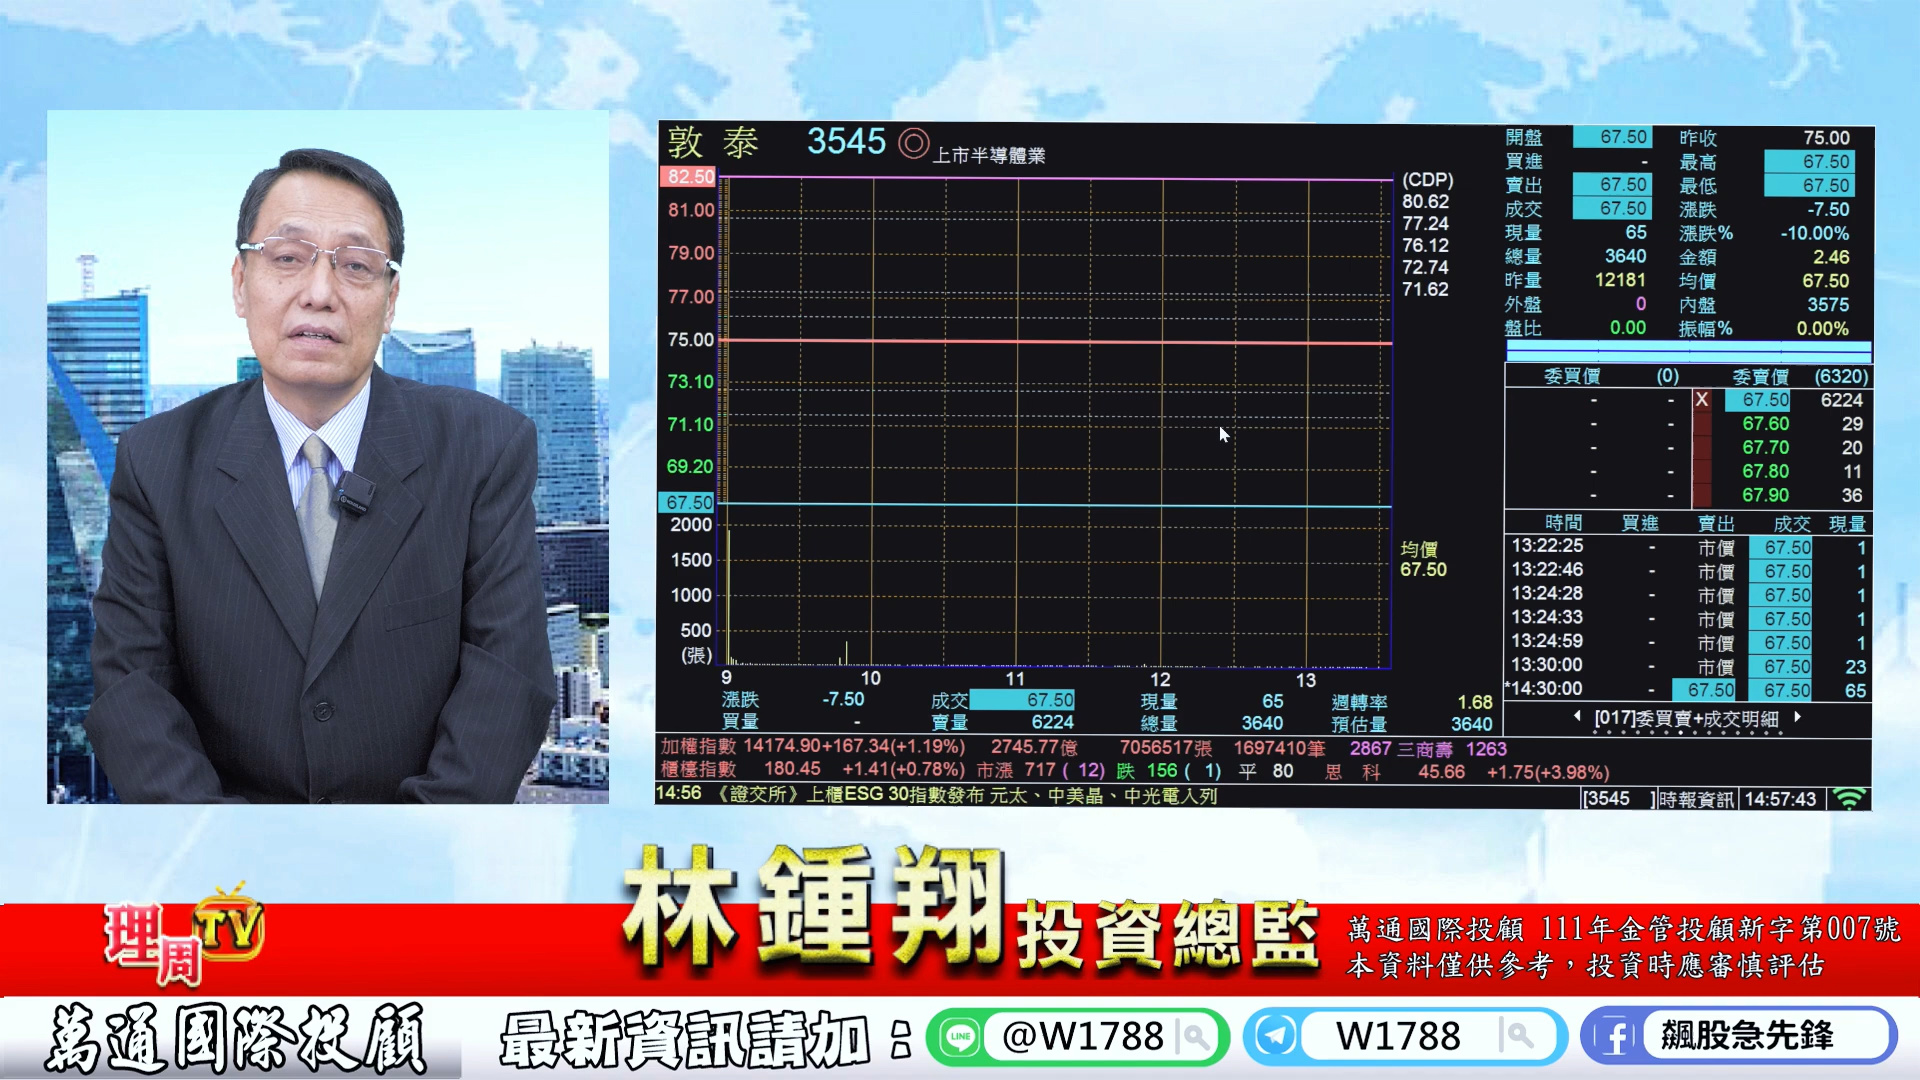 敦 泰 3545 ◎ 上市半導體業
82.50
81.00
79.00
77.00
75.00
73.10
71.10
69.20
67.50
2000
1500
1000
500
(張)
9 10 11 12 13
(CDP)
80.62
77.24
76.12
72.74
71.62
均價
67.50
漲跌 -7.50 成交 67.50 現量 65 週轉率 1.68
買量 - 賣量 6224 總量 3640 預估量 3640
開盤 67.50 昨收 75.00
買進 - 最高 67.50
賣出 67.50 最低 67.50
成交 67.50 漲跌 -7.50
現量 65 漲跌% -10.00%
總量 3640 金額 2.46
昨量 12181 均價 67.50
外盤 0 內盤 3575
盤比 0.00 振幅% 0.00%
委買價 (0) 委賣價 (6320)
- - X 67.50 6224
- - 67.60 29
- - 67.70 20
- - 67.80 11
- - 67.90 36
時間 買進 賣出 成交 現量
13:22:25 - 市價 67.50 1
13:22:46 - 市價 67.50 1
13:24:28 - 市價 67.50 1
13:24:33 - 市價 67.50 1
13:24:59 - 市價 67.50 1
13:30:00 - 市價 67.50 23
*14:30:00 - 67.50 67.50 65
[017]委買賣+成交明細
加權指數 14174.90+167.34(+1.19%) 2745.77億 7056517張 1697410筆 2867 三商壽 1263
櫃檯指數 180.45 +1.41(+0.78%) 市漲 717 ( 12) 跌 156 ( 1) 平 80 思 科 45.66 +1.75(+3.98%)
14:56 《證交所》上櫃ESG 30指數發布 元太、中美晶、中光電入列 [3545 ]時報資訊 14:57:43
理周TV
林鍾翔 投資總監
萬通國際投顧 111年金管投顧新字第007號
本資料僅供參考，投資時應審慎評估
萬通國際投顧 最新資訊請加： LINE @W1788 W1788 飆股急先鋒